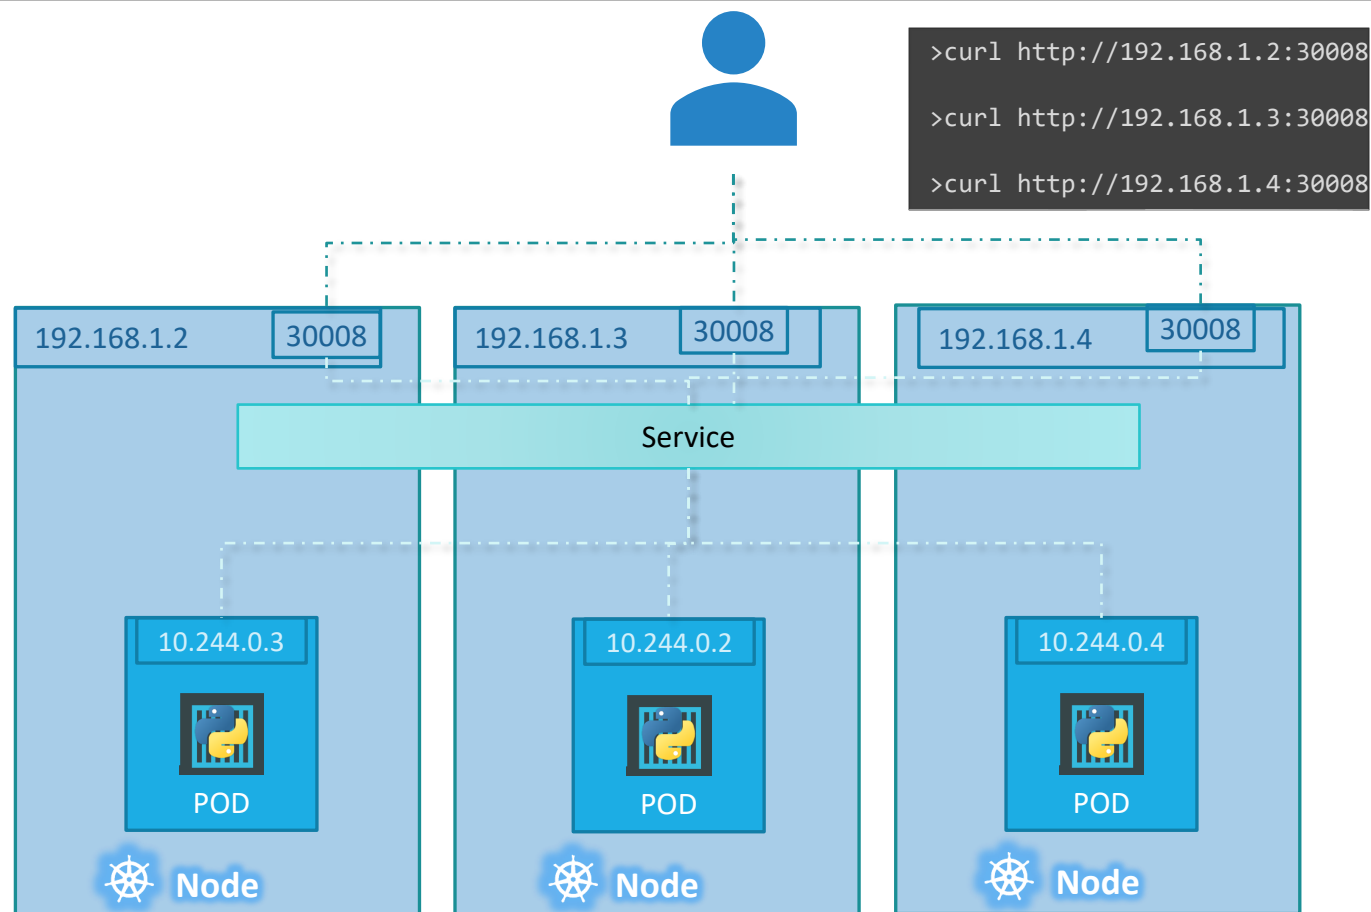 >curl http://192.168.1.2:30008
>curl http://192.168.1.3:30008
>curl http://192.168.1.4:30008
192.168.1.2
30008
192.168.1.3
30008
192.168.1.4
30008
Service
10.244.0.3
10.244.0.2
10.244.0.4
POD
POD
POD
Node
Node
Node